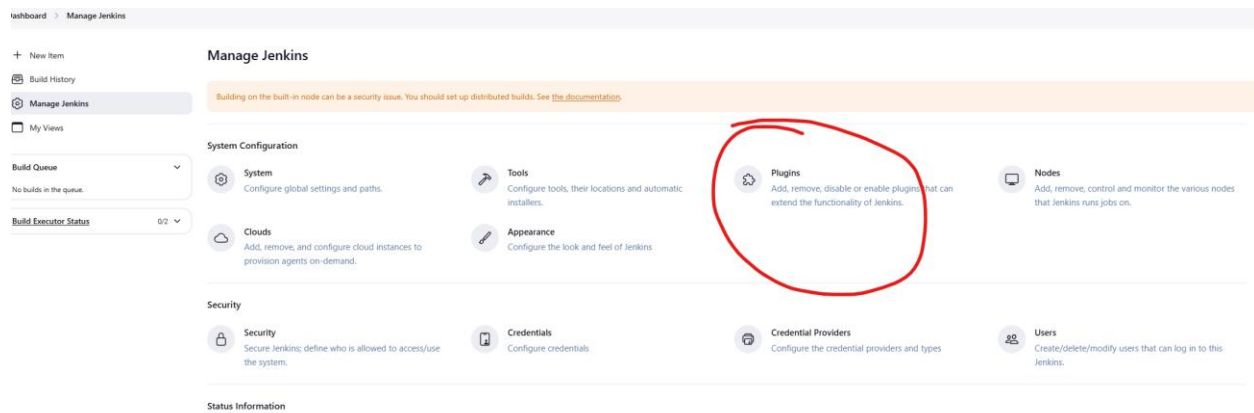 Dashboard > Manage Jenkins
+ New Item
Build History
Manage Jenkins
My Views
Build Queue
No builds in the queue.
Build Executor Status 0/2
Manage Jenkins
Building on the built-in node can be a security issue. You should set up distributed builds. See the documentation.
System Configuration
System
Configure global settings and paths.
Tools
Configure tools, their locations and automatic
installers.
Plugins
Add, remove, disable or enable plugins that can
extend the functionality of Jenkins.
Nodes
Add, remove, control and monitor the various nodes
that Jenkins runs jobs on.
Clouds
Add, remove, and configure cloud instances to
provision agents on-demand.
Appearance
Configure the look and feel of Jenkins
Security
Security
Secure Jenkins; define who is allowed to access/use
the system.
Credentials
Configure credentials
Credential Providers
Configure the credential providers and types
Users
Create/delete/modify users that can log in to this
Jenkins.
Status Information